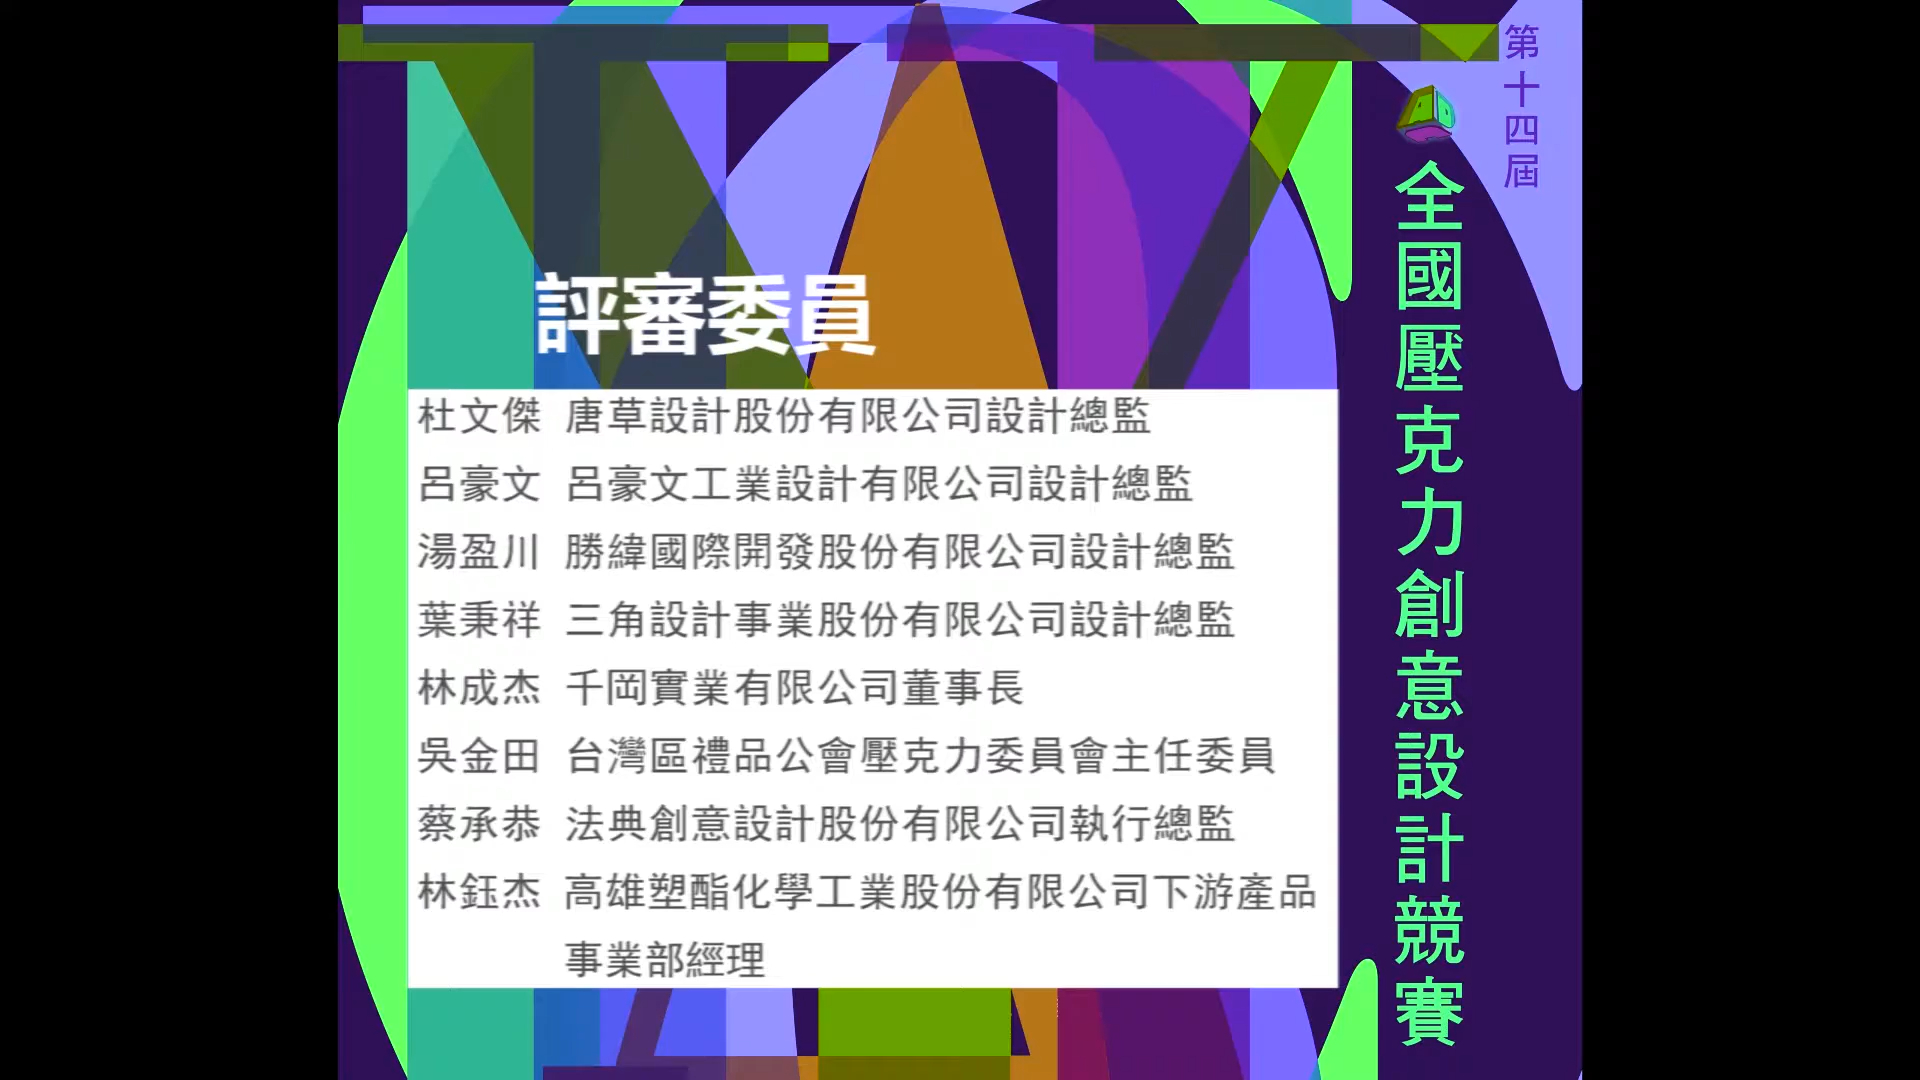 第十四屆
全國壓克力創意設計競賽
評審委員
杜文傑 唐草設計股份有限公司設計總監
呂豪文 呂豪文工業設計有限公司設計總監
湯盈川 勝緯國際開發股份有限公司設計總監
葉秉祥 三角設計事業股份有限公司設計總監
林成杰 千岡實業有限公司董事長
吳金田 台灣區禮品公會壓克力委員會主任委員
蔡承恭 法典創意設計股份有限公司執行總監
林鈺杰 高雄塑酯化學工業股份有限公司下游產品
事業部經理